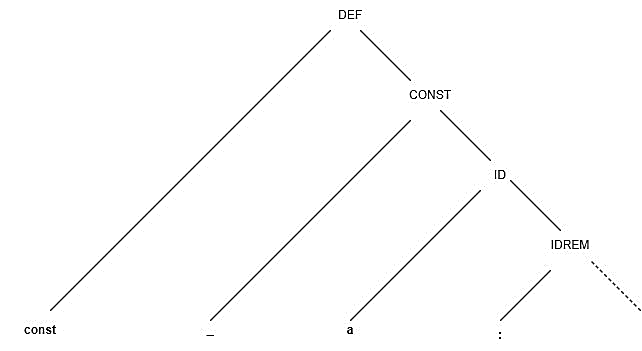 DEF
CONST
ID
IDREM
const _ a :